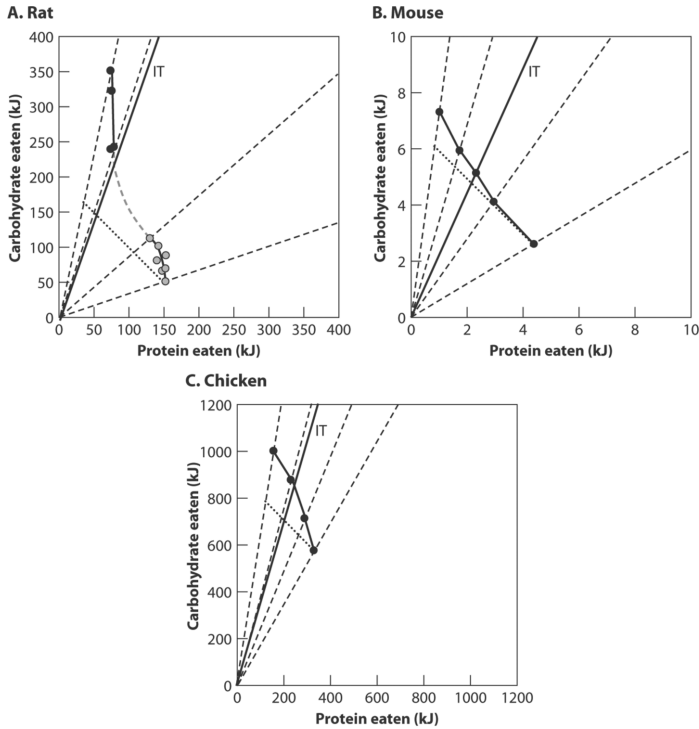 A. Rat
400
350
300
250
200
150
100
50
0
Carbohydrate eaten (kJ)
IT
0 50 100 150 200 250 300 350 400
Protein eaten (kJ)
B. Mouse
10
8
6
4
2
0
Carbohydrate eaten (kJ)
IT
0 2 4 6 8 10
Protein eaten (kJ)
C. Chicken
1200
1000
800
600
400
200
0
Carbohydrate eaten (kJ)
IT
0 200 400 600 800 1000 1200
Protein eaten (kJ)